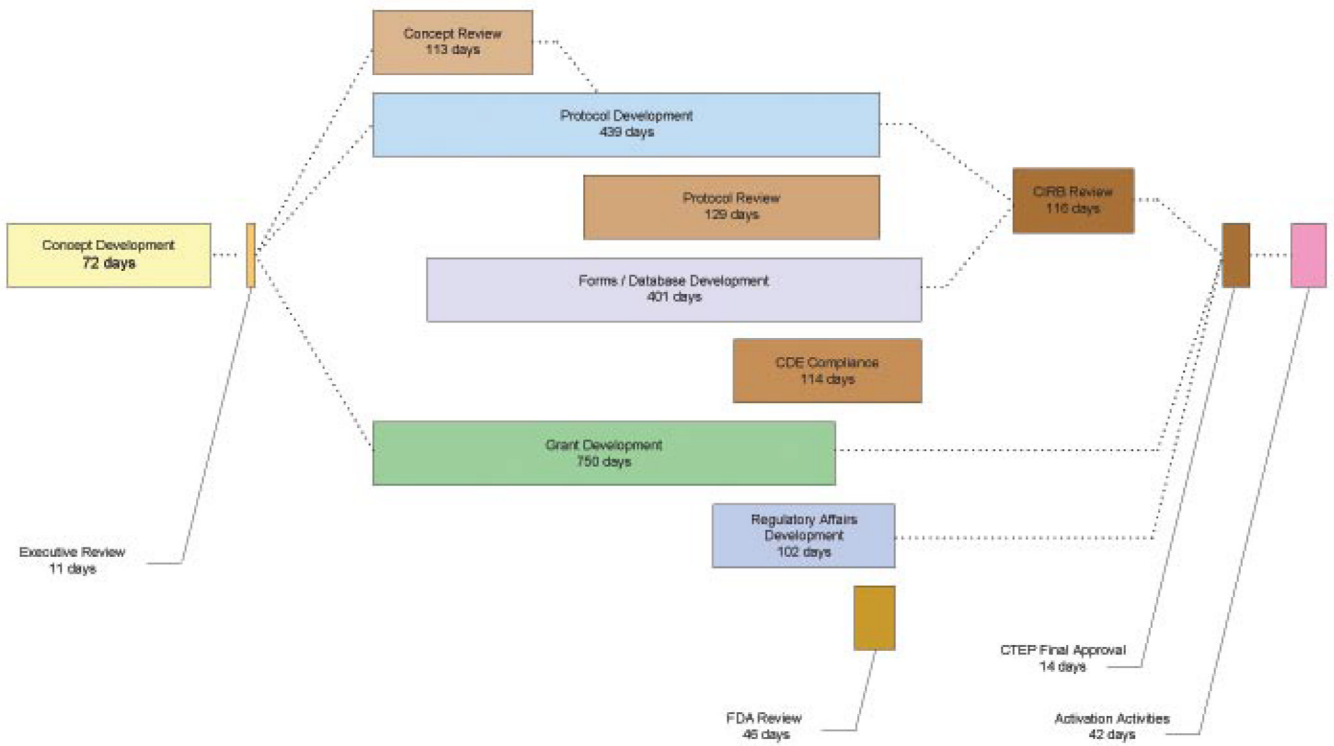 Concept Review
113 days
Protocol Development
439 days
Protocol Review
129 days
CIRB Review
116 days
Concept Development
72 days
Forms / Database Development
401 days
CDE Compliance
114 days
Grant Development
750 days
Regulatory Affairs
Development
102 days
Executive Review
11 days
CTEP Final Approval
14 days
FDA Review
46 days
Activation Activities
42 days